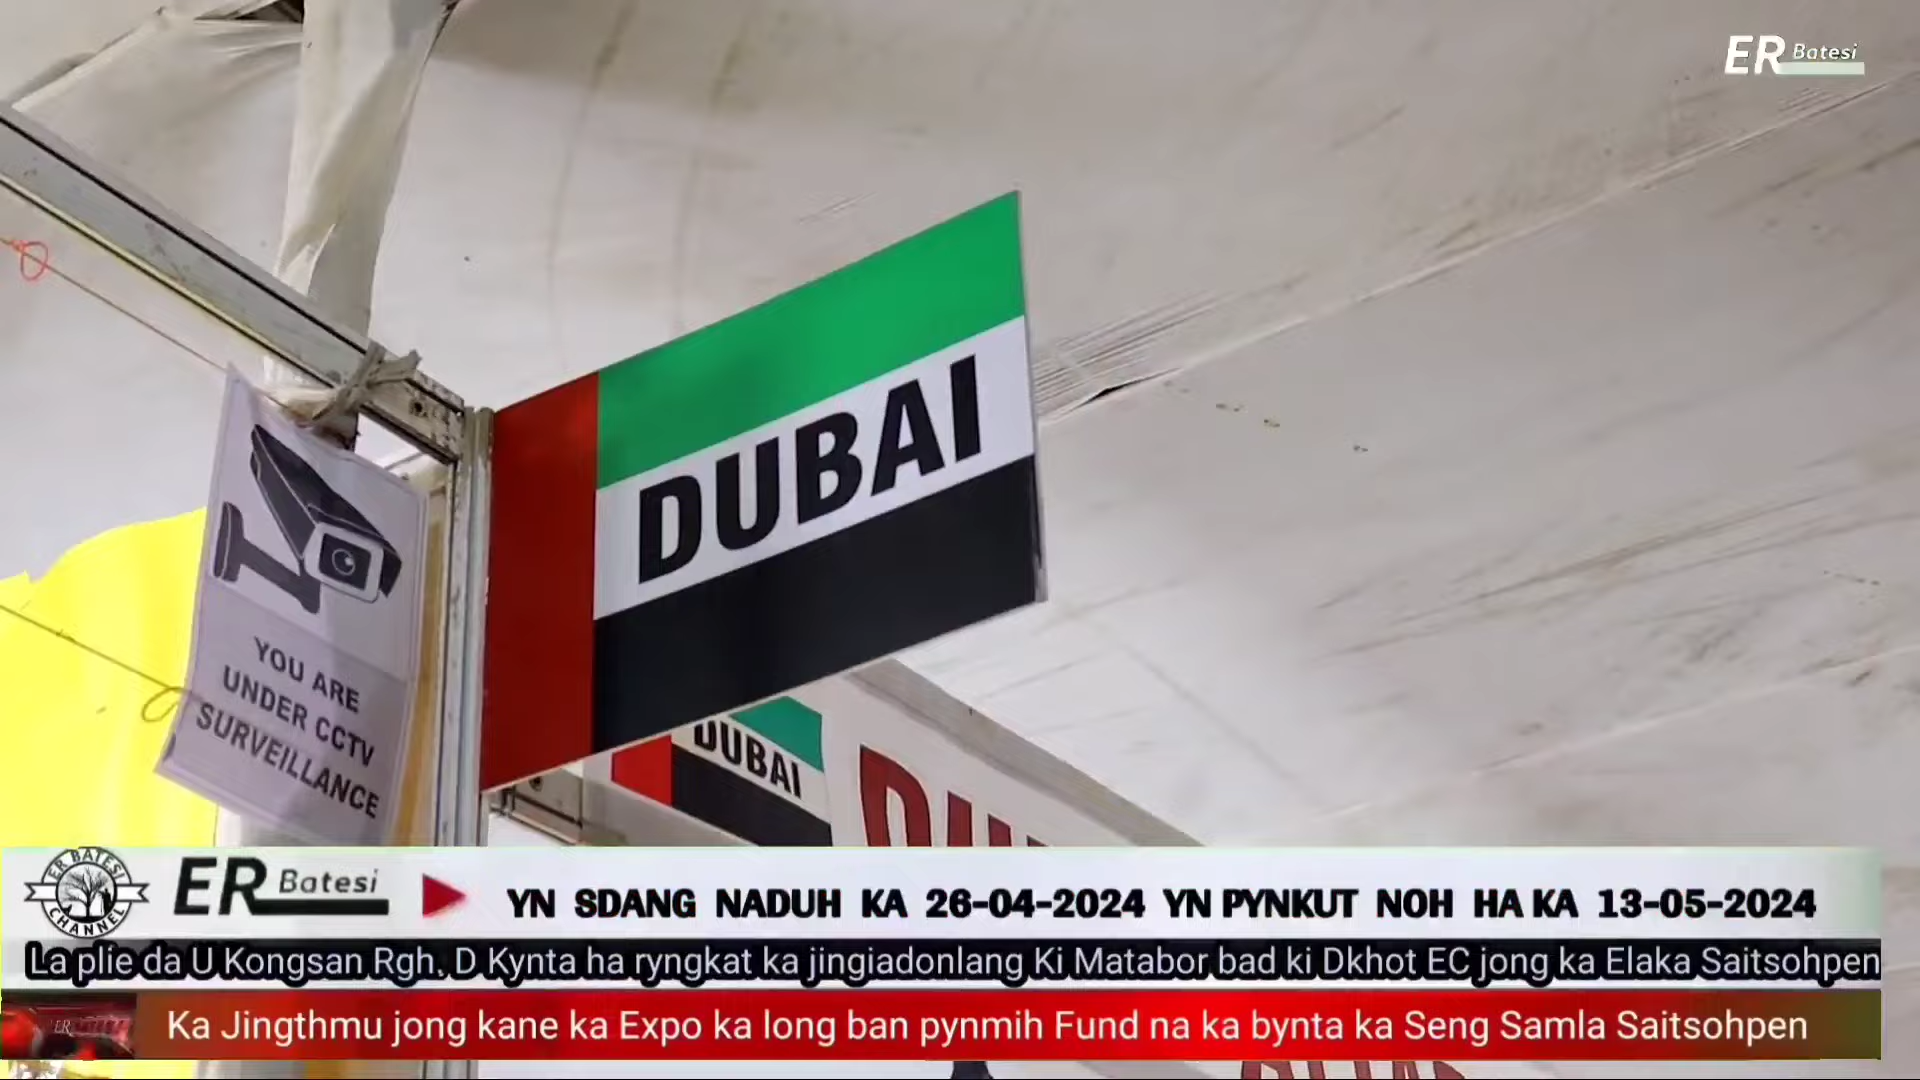 ER Batesi
DUBAI
YOU ARE
UNDER CCTV
SURVEILLANCE
DUBAI
ER BATESI
CHANNEL
ER Batesi
YN SDANG NADUH KA 26-04-2024 YN PYNKUT NOH HA KA 13-05-2024
La plie da U Kongsan Rgh. D Kynta ha ryngkat ka jingiadonlang Ki Matabor bad ki Dkhot EC jong ka Elaka Saitsohpen
Ka Jingthmu jong kane ka Expo ka long ban pynmih Fund na ka bynta ka Seng Samla Saitsohpen